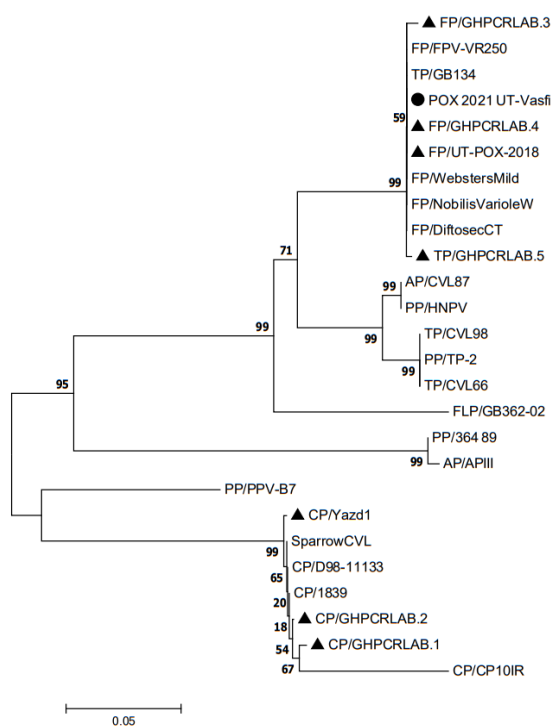 FP/GHPCRLAB.3
FP/FPV-VR250
TP/GB134
POX 2021 UT-Vasfi
59
FP/GHPCRLAB.4
FP/UT-POX-2018
FP/WebstersMild
99
FP/NobilisVarioleW
FP/DiftosecCT
71
TP/GHPCRLAB.5
99
AP/CVL87
PP/HNPV
99
99
TP/CVL98
PP/TP-2
99
TP/CVL66
95
FLP/GB362-02
PP/364 89
99
AP/APIII
PP/PPV-B7
CP/Yazd1
99
SparrowCVL
CP/D98-11133
65
CP/1839
20
CP/GHPCRLAB.2
18
CP/GHPCRLAB.1
54
67
CP/CP10IR
0.05